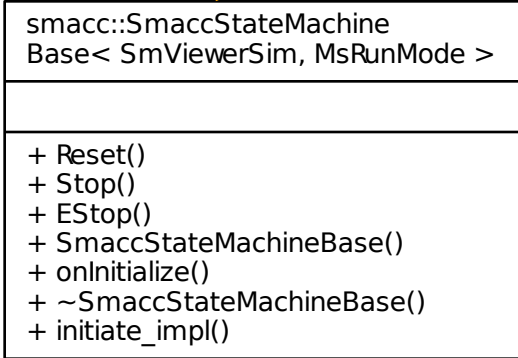 smacc::SmaccStateMachine
Base< SmViewerSim, MsRunMode >
+ Reset()
+ Stop()
+ EStop()
+ SmaccStateMachineBase()
+ onInitialize()
+ ~SmaccStateMachineBase()
+ initiate_impl()